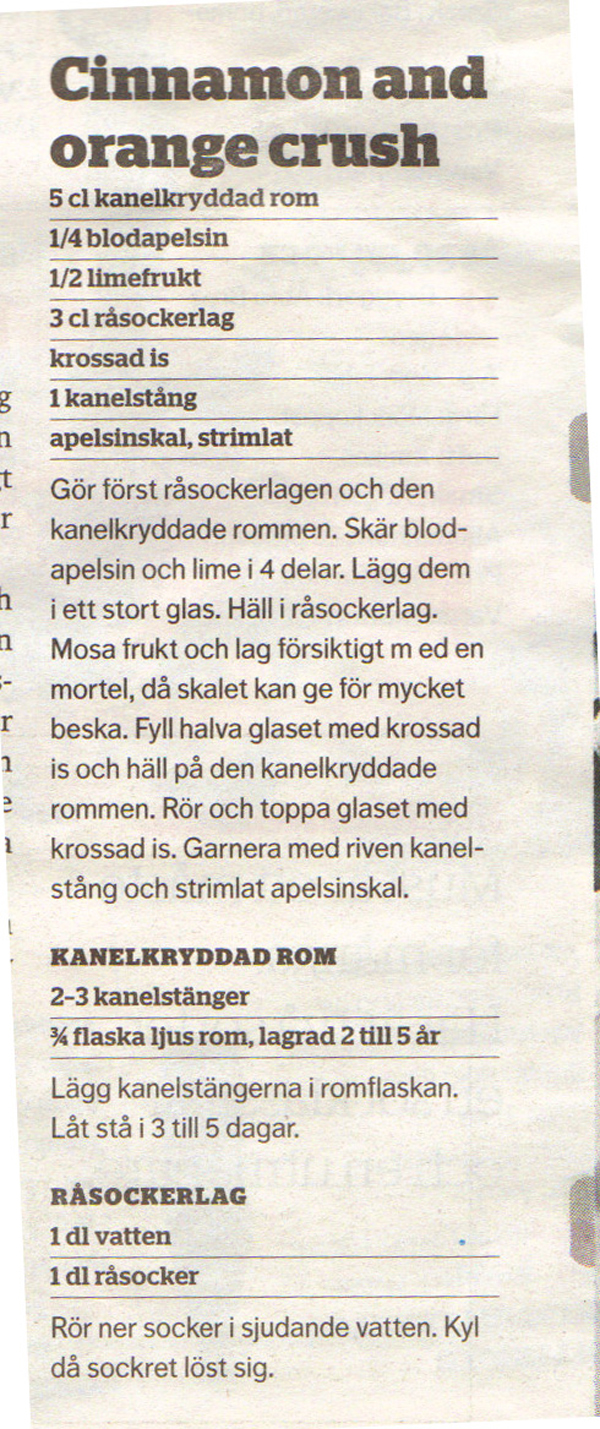 Cinnamon and
orange crush
5 cl kanelkryddad rom
1/4 blodapelsin
1/2 limefrukt
3 cl råsockerlag
krossad is
1 kanelstång
apelsinskal, strimlat
Gör först råsockerlagen och den
kanelkryddade rommen. Skär blod-
apelsin och lime i 4 delar. Lägg dem
i ett stort glas. Häll i råsockerlag.
Mosa frukt och lag försiktigt m ed en
mortel, då skalet kan ge för mycket
beska. Fyll halva glaset med krossad
is och häll på den kanelkryddade
rommen. Rör och toppa glaset med
krossad is. Garnera med riven kanel-
stång och strimlat apelsinskal.
KANELKRYDDAD ROM
2–3 kanelstänger
¾ flaska ljus rom, lagrad 2 till 5 år
Lägg kanelstängerna i romflaskan.
Låt stå i 3 till 5 dagar.
RÅSOCKERLAG
1 dl vatten
1 dl råsocker
Rör ner socker i sjudande vatten. Kyl
då sockret löst sig.